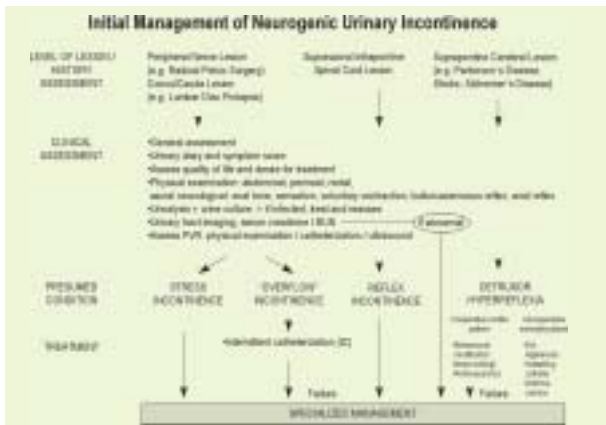 Initial Management of Neurogenic Urinary Incontinence
LEVEL OF LESION/
HISTORY
ASSESSMENT
Peripheral Nerve Lesion
(e.g. Radical Pelvic Surgery)
Conus/Cauda Lesion
(e.g. Lumbar Disc Prolapse)
Suprasacral Infrapontine
Spinal Cord Lesion
Suprapontine Cerebral Lesion
(e.g. Parkinson's Disease
Stroke, Alzheimer's Disease)
CLINICAL
ASSESSMENT
•General assessment
•Urinary diary and symptom score
•Assess quality of life and desire for treatment
•Physical examination: abdominal, perineal, rectal,
sacral neurological: anal tone, sensation, voluntary contraction, bulbocavernosus reflex, anal reflex
•Urinalysis + urine culture → if infected, treat and reassess
•Urinary tract imaging, serum creatinine / BUN
If abnormal
•Assess PVR: physical examination / catheterization / ultrasound
PRESUMED
CONDITION
STRESS
INCONTINENCE
OVERFLOW
INCONTINENCE
REFLEX
INCONTINENCE
DETRUSOR
HYPERREFLEXIA
TREATMENT
•Intermittent catheterization (IC)
Failure
Failure
SPECIALIZED MANAGEMENT